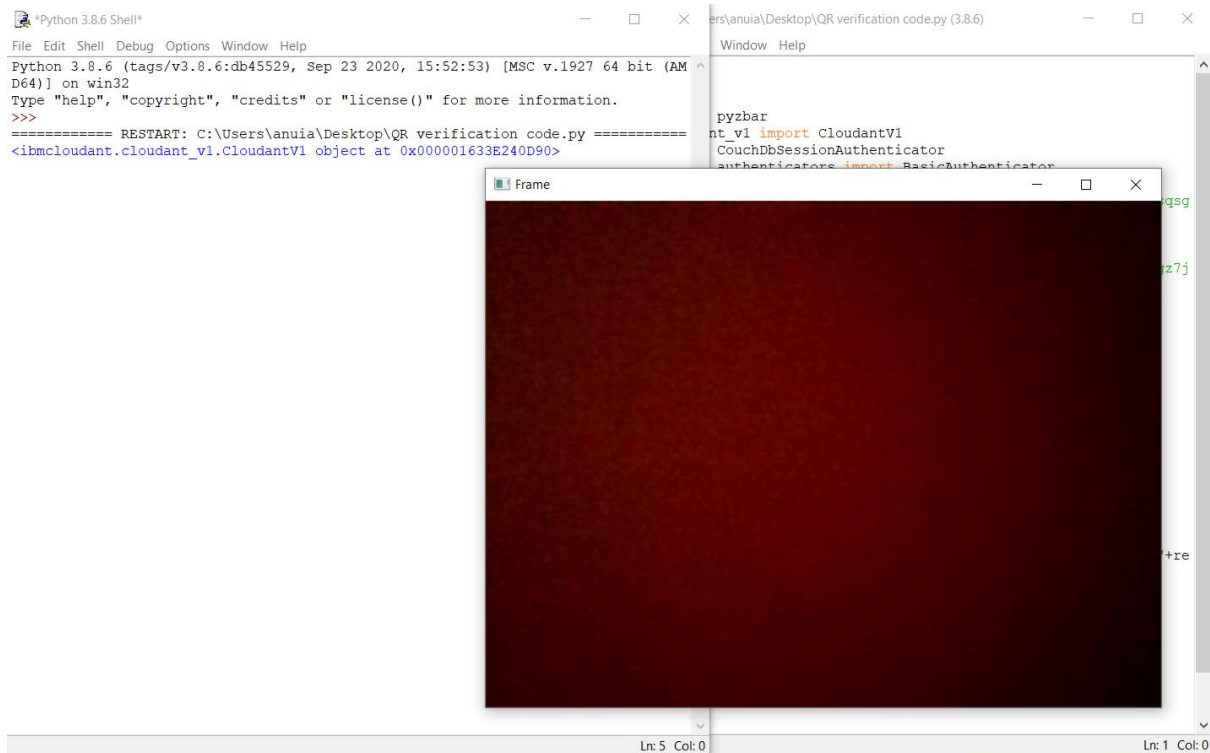 *Python 3.8.6 Shell*
File Edit Shell Debug Options Window Help
Python 3.8.6 (tags/v3.8.6:db45529, Sep 23 2020, 15:52:53) [MSC v.1927 64 bit (AM
D64)] on win32
Type "help", "copyright", "credits" or "license()" for more information.
>>>
============ RESTART: C:\Users\anuia\Desktop\QR verification code.py ===========
<ibmcloudant.cloudant_v1.CloudantV1 object at 0x000001633E240D90>
Ln: 5 Col: 0
ers\anuia\Desktop\QR verification code.py (3.8.6)
Window Help
pyzbar
nt_v1 import CloudantV1
CouchDbSessionAuthenticator
authenticators import BasicAuthenticator
qsg
z7j
'+re
Ln: 1 Col: 0
Frame